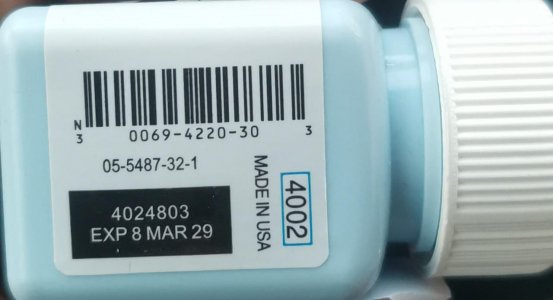 N
3 0069-4220-30 3
05-5487-32-1
4024803
EXP 8 MAR 29
MADE IN USA
4002